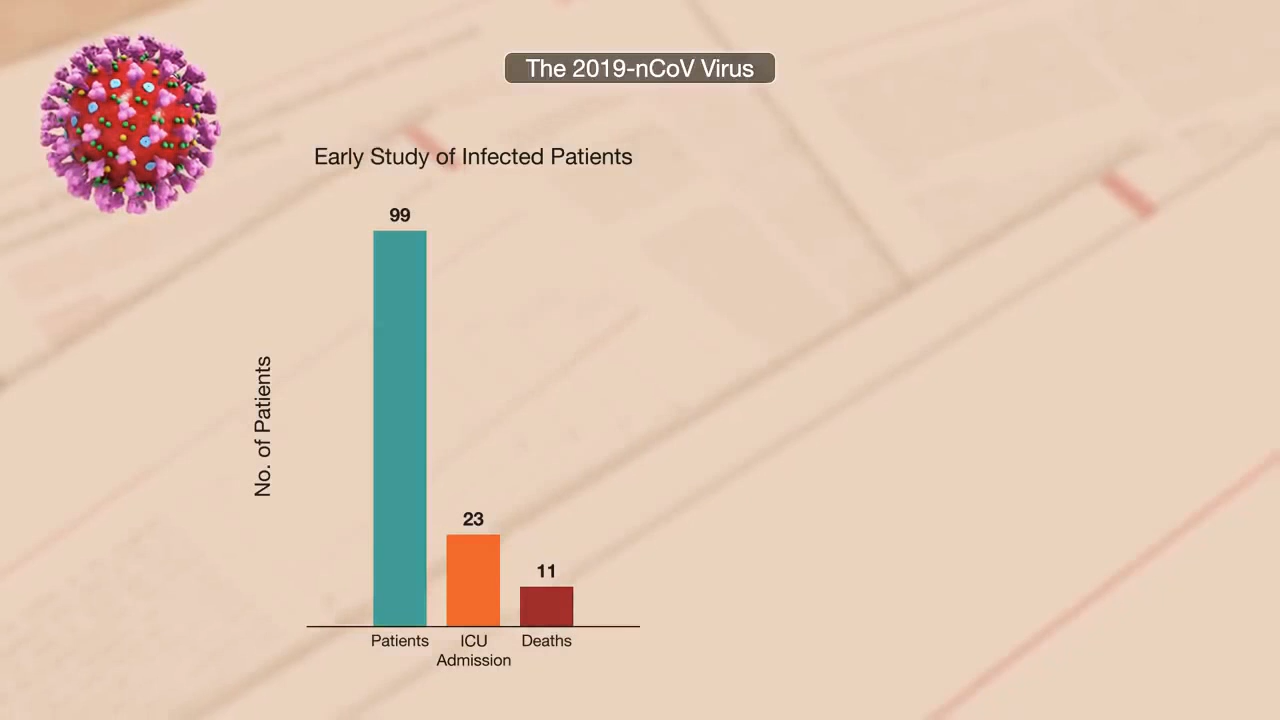 The 2019-nCoV Virus
Early Study of Infected Patients
99
No. of Patients
23
11
Patients
ICU
Admission
Deaths